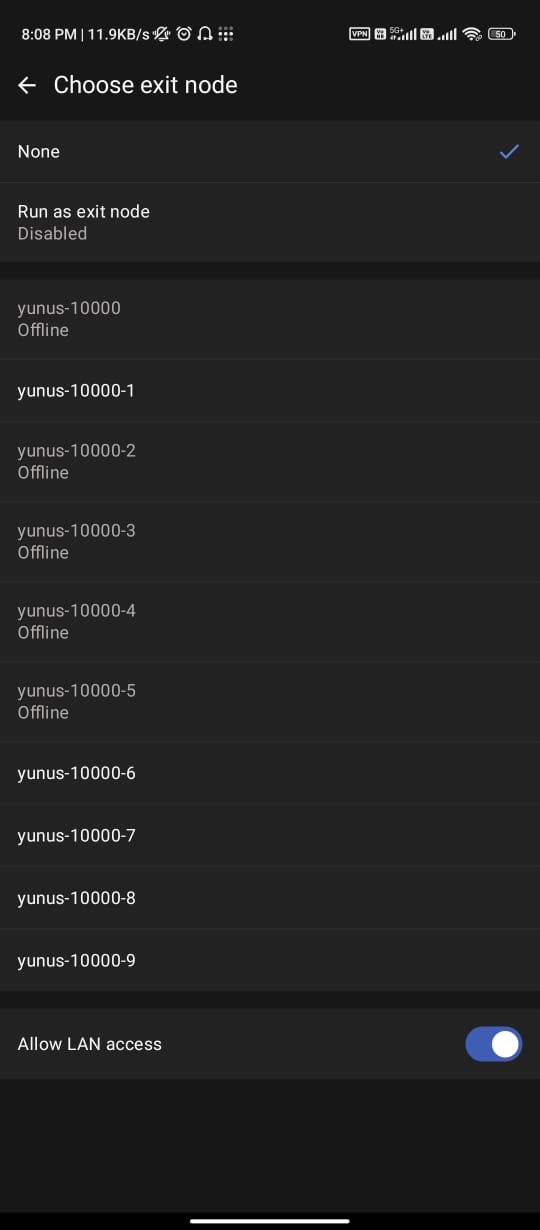 8:08 PM | 11.9KB/s
VPN 5G+ 50
Choose exit node
None
Run as exit node
Disabled
yunus-10000
Offline
yunus-10000-1
yunus-10000-2
Offline
yunus-10000-3
Offline
yunus-10000-4
Offline
yunus-10000-5
Offline
yunus-10000-6
yunus-10000-7
yunus-10000-8
yunus-10000-9
Allow LAN access